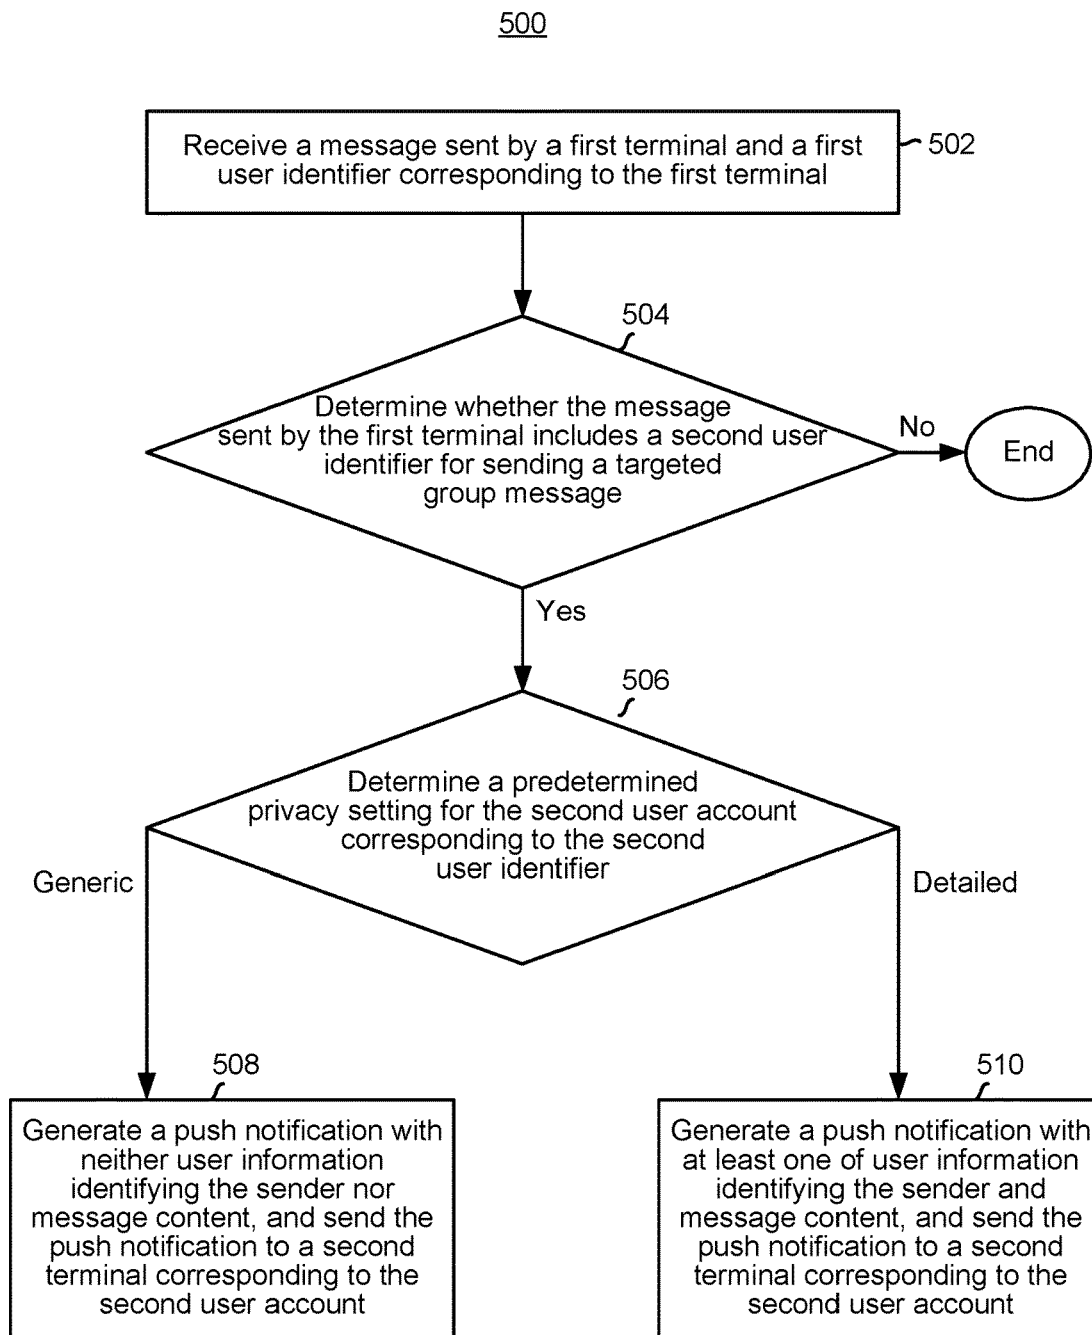 500
Receive a message sent by a first terminal and a first
user identifier corresponding to the first terminal
502
504
Determine whether the message
sent by the first terminal includes a second user
identifier for sending a targeted
group message
No
End
Yes
506
Determine a predetermined
privacy setting for the second user account
corresponding to the second
user identifier
Generic
Detailed
508
Generate a push notification with
neither user information
identifying the sender nor
message content, and send the
push notification to a second
terminal corresponding to the
second user account
510
Generate a push notification with
at least one of user information
identifying the sender and
message content, and send the
push notification to a second
terminal corresponding to the
second user account